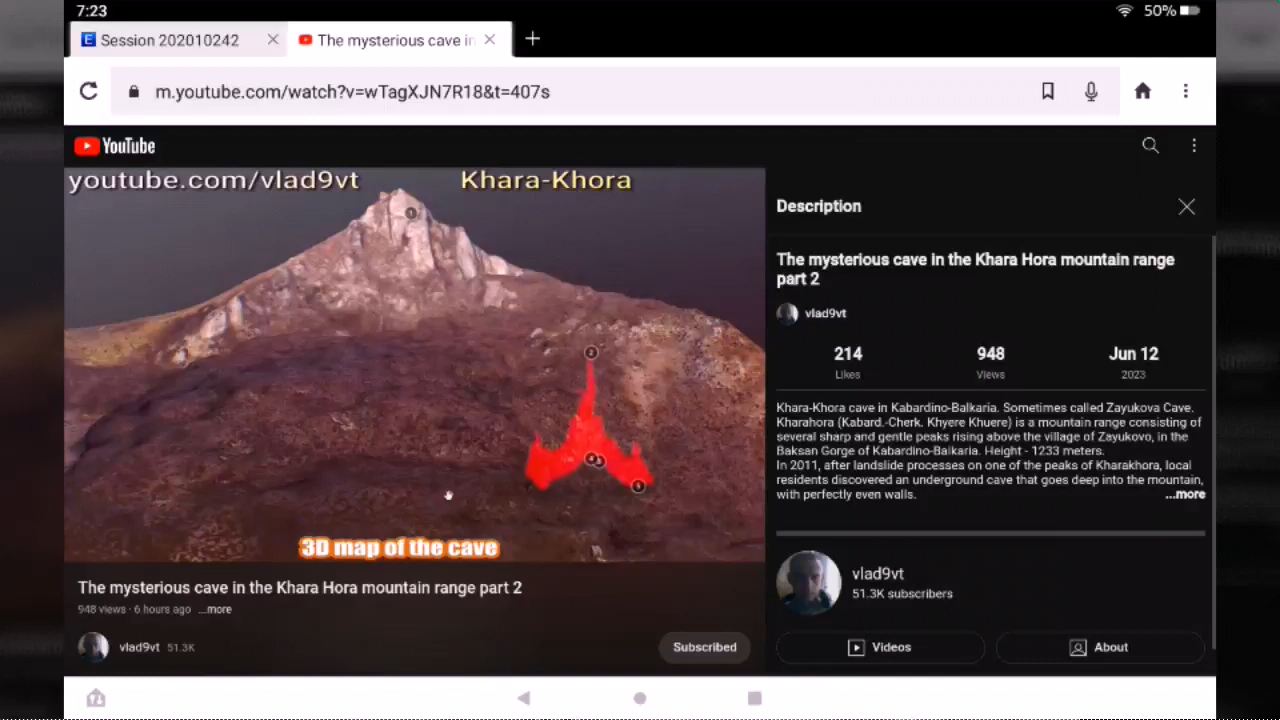 7:23
50%
Session 202010242
The mysterious cave in
m.youtube.com/watch?v=wTagXJN7R18&t=407s
YouTube
youtube.com/vlad9vt
Khara-Khora
1
2
3D map of the cave
The mysterious cave in the Khara Hora mountain range part 2
948 views · 6 hours ago ...more
vlad9vt 51.3K
Subscribed
Description
The mysterious cave in the Khara Hora mountain range
part 2
vlad9vt
214
948
Jun 12
Likes
Views
2023
Khara-Khora cave in Kabardino-Balkaria. Sometimes called Zayukova Cave.
Kharahora (Kabard.-Cherk. Khyere Khuere) is a mountain range consisting of
several sharp and gentle peaks rising above the village of Zayukovo, in the
Baksan Gorge of Kabardino-Balkaria. Height - 1233 meters.
In 2011, after landslide processes on one of the peaks of Kharakhora, local
residents discovered an underground cave that goes deep into the mountain,
with perfectly even walls.
...more
vlad9vt
51.3K subscribers
Videos
About